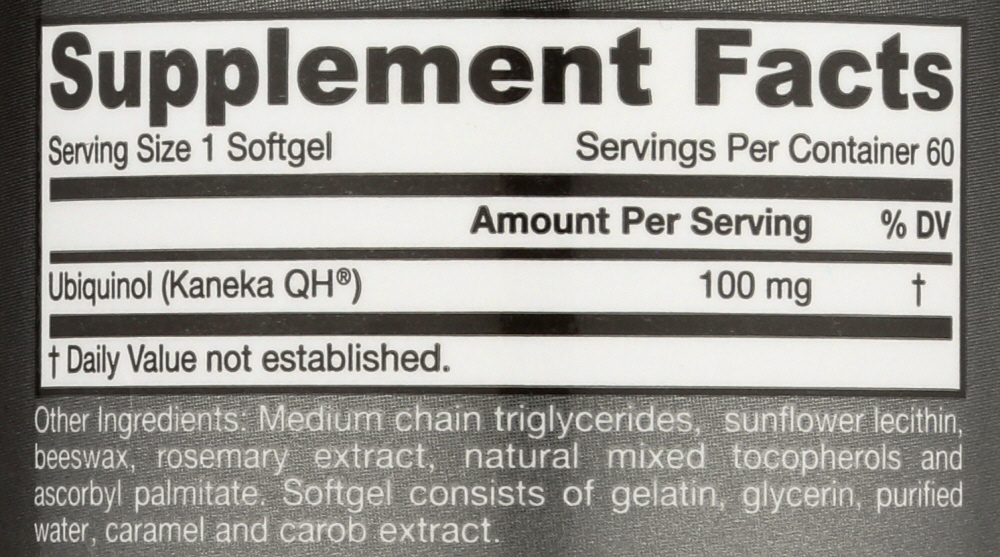 Supplement Facts
Serving Size 1 Softgel Servings Per Container 60
Amount Per Serving % DV
Ubiquinol (Kaneka QH®) 100 mg †
† Daily Value not established.
Other Ingredients: Medium chain triglycerides, sunflower lecithin,
beeswax, rosemary extract, natural mixed tocopherols and
ascorbyl palmitate. Softgel consists of gelatin, glycerin, purified
water, caramel and carob extract.